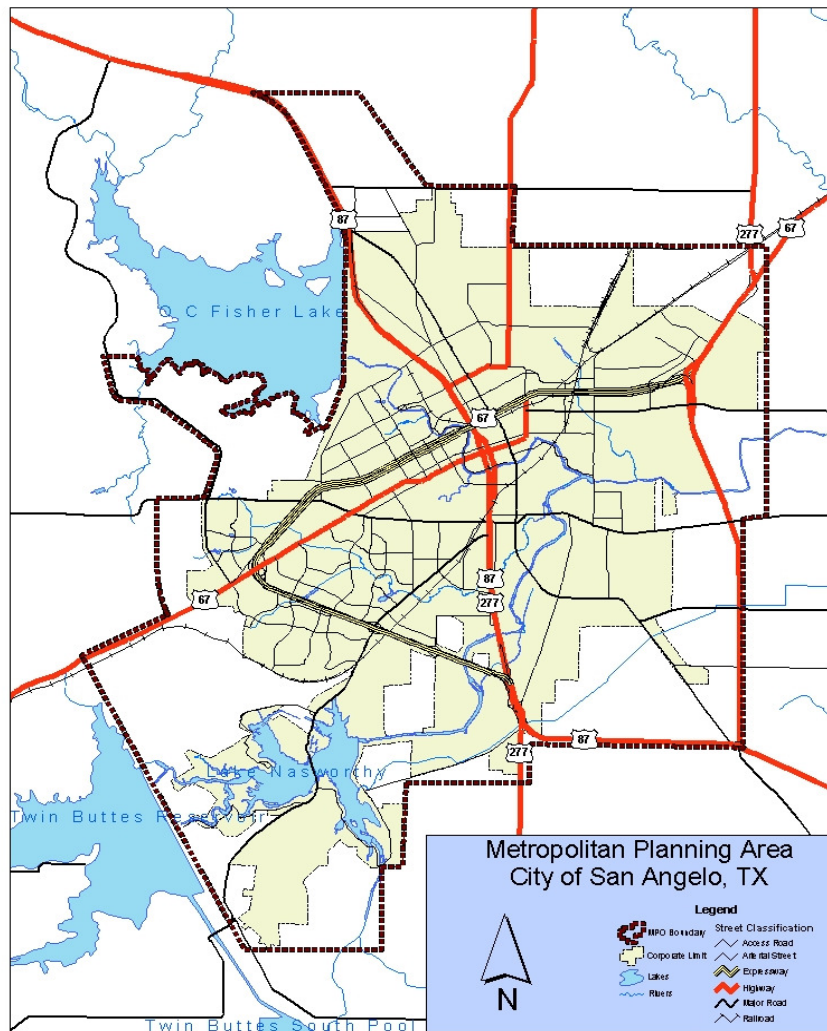 87
277
67
O C Fisher Lake
67
87
67
277
277
87
Lake Nasworthy
Twin Buttes Reservoir
Twin Buttes South Pool
Metropolitan Planning Area
City of San Angelo, TX
Legend
MPO Boundary
Corporate Limit
Lakes
Rivers
Street Classification
Access Road
Arterial Street
Expressway
Highway
Major Road
Railroad
N